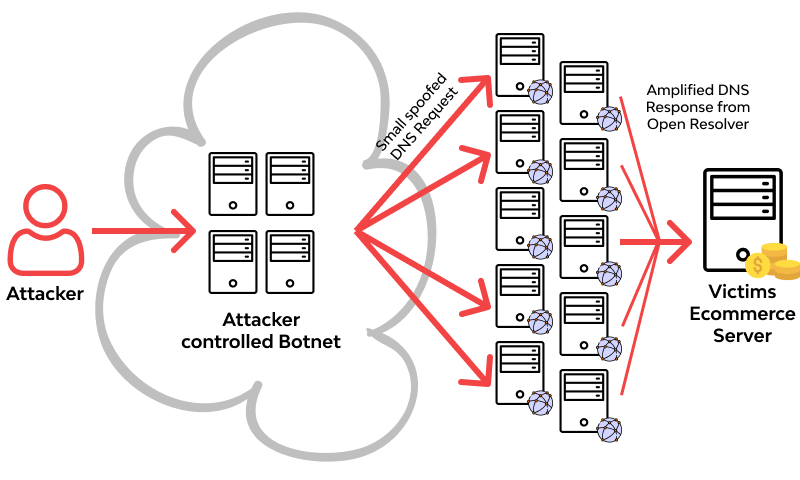 Attacker
Attacker
controlled Botnet
Small spoofed
DNS Request
Amplified DNS
Response from
Open Resolver
$
Victims
Ecommerce
Server